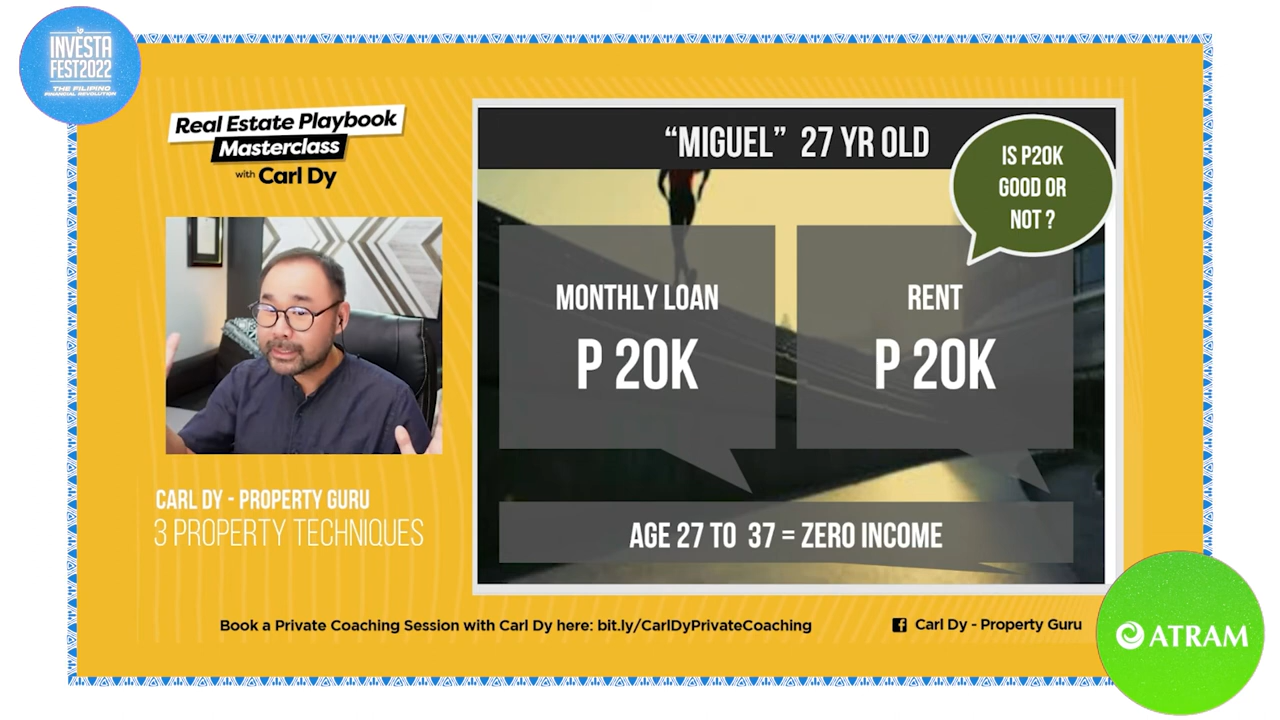 INVESTA
FEST2022
THE FILIPINO
FINANCIAL REVOLUTION
Real Estate Playbook
Masterclass
with Carl Dy
CARL DY - PROPERTY GURU
3 PROPERTY TECHNIQUES
“MIGUEL” 27 YR OLD
IS P20K
GOOD OR
NOT ?
MONTHLY LOAN
P 20K
RENT
P 20K
AGE 27 TO 37 = ZERO INCOME
Book a Private Coaching Session with Carl Dy here: bit.ly/CarlDyPrivateCoaching
Carl Dy - Property Guru
ATRAM